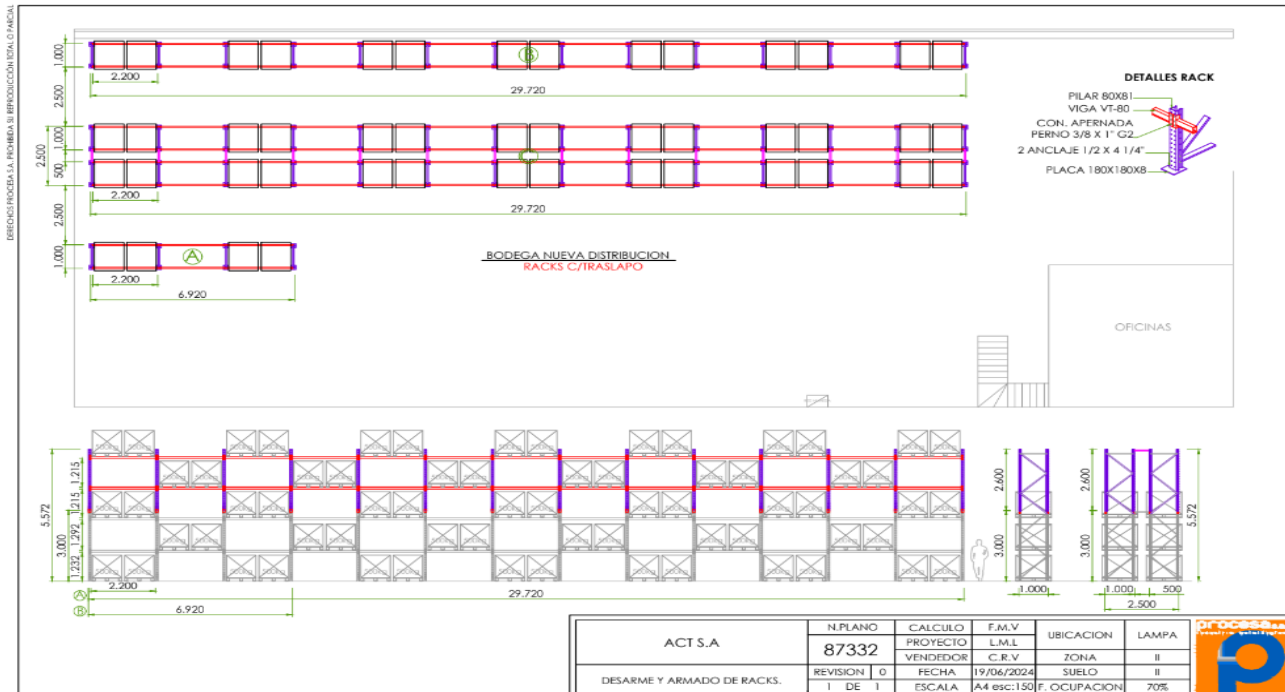 DERECHOS PROCESA S.A. PROHIBIDA SU REPRODUCCIÓN TOTAL O PARCIAL
1.000
B
2.200
29.720
2.500
1.000
2.500
500
C
2.200
29.720
2.500
1.000
A
2.200
6.920
BODEGA NUEVA DISTRIBUCION
RACKS C/TRASLAPO
DETALLES RACK
PILAR 80X81
VIGA VT-80
CON. APERNADA
PERNO 3/8 X 1" G2
2 ANCLAJE 1/2 X 4 1/4"
PLACA 180X180X8
OFICINAS
5.572
1.215
1.215
3.000
1.292
1.232
2.200
A
29.720
B
6.920
2.600
3.000
1.000
2.600
3.000
5.572
1.000
500
2.500
ACT S.A
DESARME Y ARMADO DE RACKS.
N.PLANO
87332
REVISION 0
1 DE 1
CALCULO F.M.V
PROYECTO L.M.L
VENDEDOR C.R.V
FECHA 19/06/2024
ESCALA A4 esc:150
UBICACION LAMPA
ZONA II
SUELO II
F. OCUPACION 70%
procesa